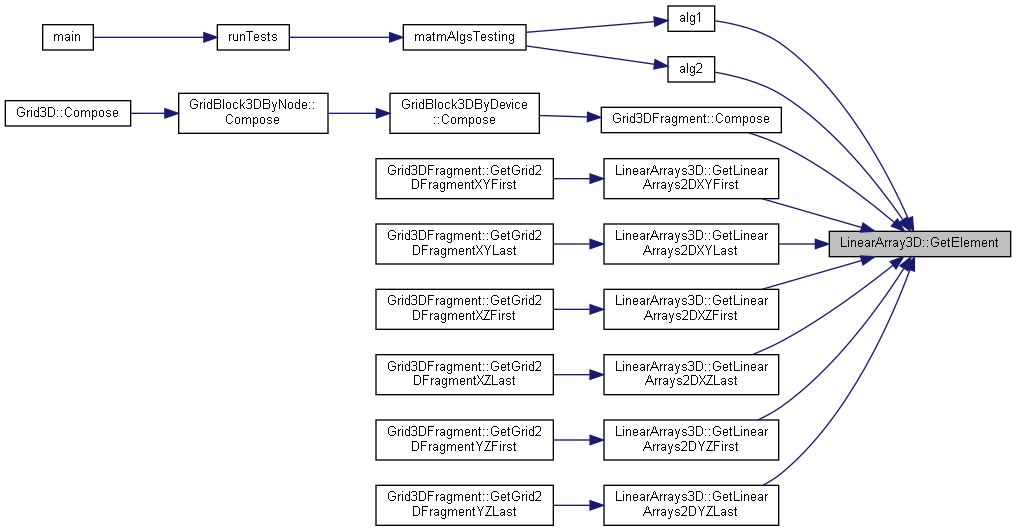 main
runTests
matmAlgsTesting
alg1
alg2
Grid3D::Compose
GridBlock3DByNode::
Compose
GridBlock3DByDevice
::Compose
Grid3DFragment::Compose
Grid3DFragment::GetGrid2
DFragmentXYFirst
LinearArrays3D::GetLinear
Arrays2DXYFirst
Grid3DFragment::GetGrid2
DFragmentXYLast
LinearArrays3D::GetLinear
Arrays2DXYLast
LinearArray3D::GetElement
Grid3DFragment::GetGrid2
DFragmentXZFirst
LinearArrays3D::GetLinear
Arrays2DXZFirst
Grid3DFragment::GetGrid2
DFragmentXZLast
LinearArrays3D::GetLinear
Arrays2DXZLast
Grid3DFragment::GetGrid2
DFragmentYZFirst
LinearArrays3D::GetLinear
Arrays2DYZFirst
Grid3DFragment::GetGrid2
DFragmentYZLast
LinearArrays3D::GetLinear
Arrays2DYZLast